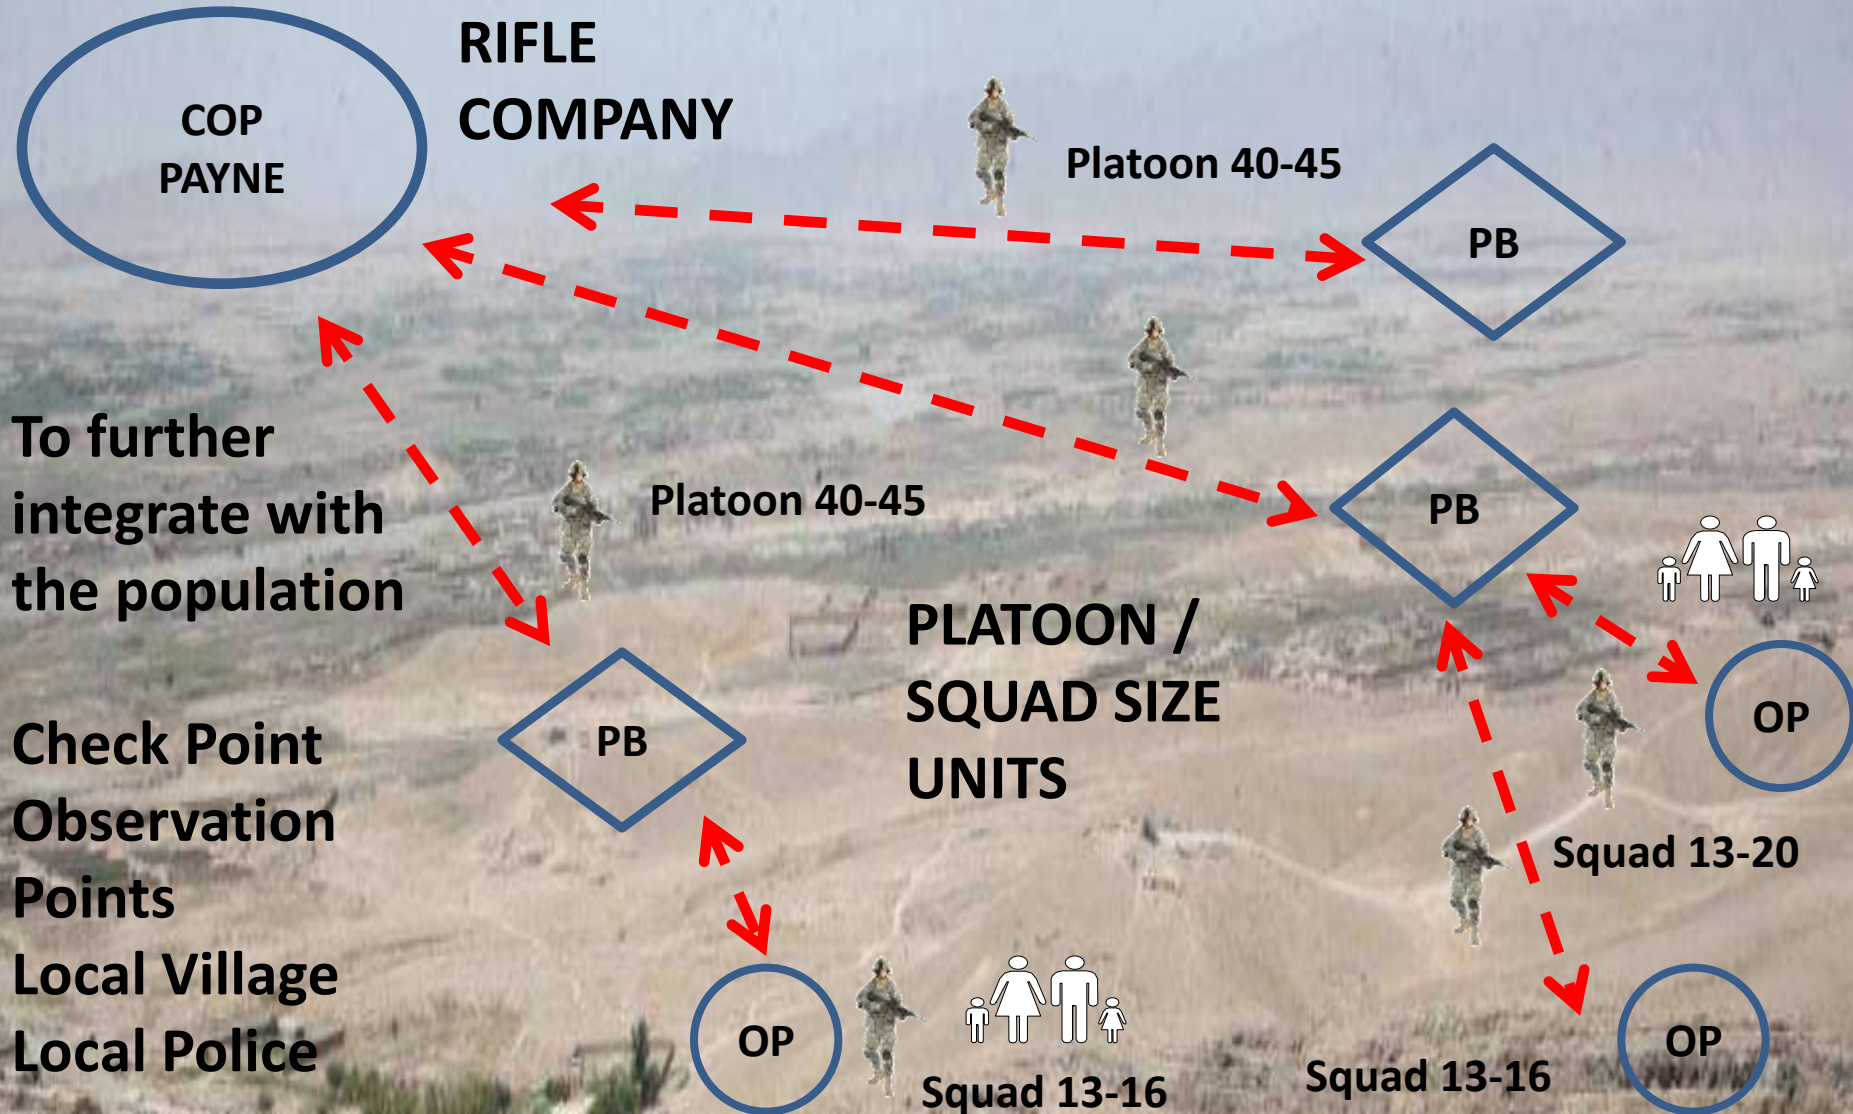 RIFLE
COMPANY
COP
PAYNE
Platoon 40-45
PB
Platoon 40-45
PB
To further
integrate with
the population
PLATOON /
SQUAD SIZE
UNITS
PB
OP
Check Point
Observation
Points
Local Village
Local Police
Squad 13-20
OP
Squad 13-16
Squad 13-16
OP